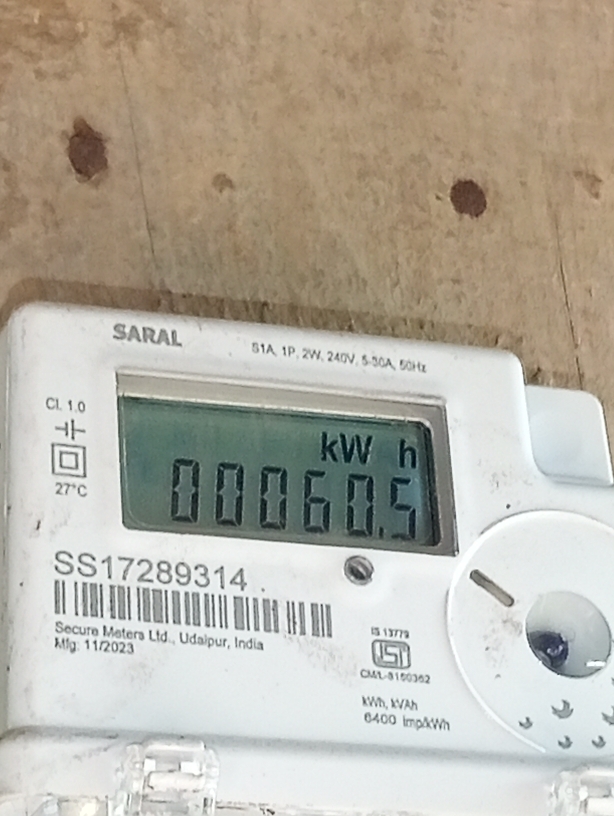 SARAL
S1A, 1P, 2W, 240V, 5-30A, 50Hz
Cl. 1.0
27°C
kW h
00060.5
SS17289314
Secure Meters Ltd., Udaipur, India
Mfg: 11/2023
IS 13779
ISI
kWh, kVAh
6400 imp/kWh